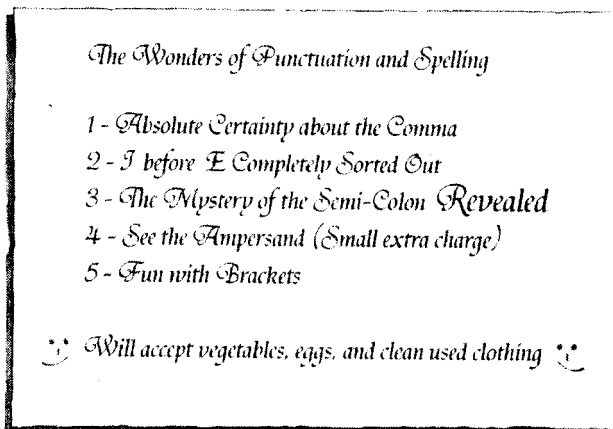 The Wonders of Punctuation and Spelling
1 - Absolute Certainty about the Comma
2 - I before E Completely Sorted Out
3 - The Mystery of the Semi-Colon Revealed
4 - See the Ampersand (Small extra charge)
5 - Fun with Brackets
Will accept vegetables, eggs, and clean used clothing